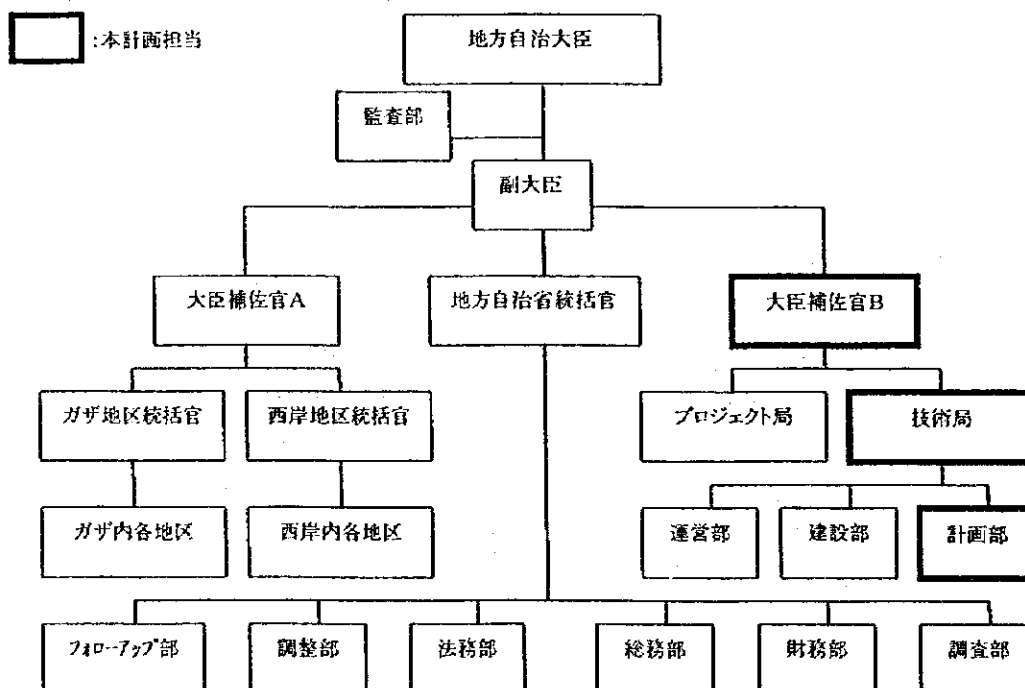 :本計画担当
地方自治大臣
監査部
副大臣
大臣補佐官A
地方自治省統括官
大臣補佐官B
ガザ地区統括官
西岸地区統括官
プロジェクト局
技術局
ガザ内各地区
西岸内各地区
運営部
建設部
計画部
フォローアップ部
調整部
法務部
総務部
財務部
調査部